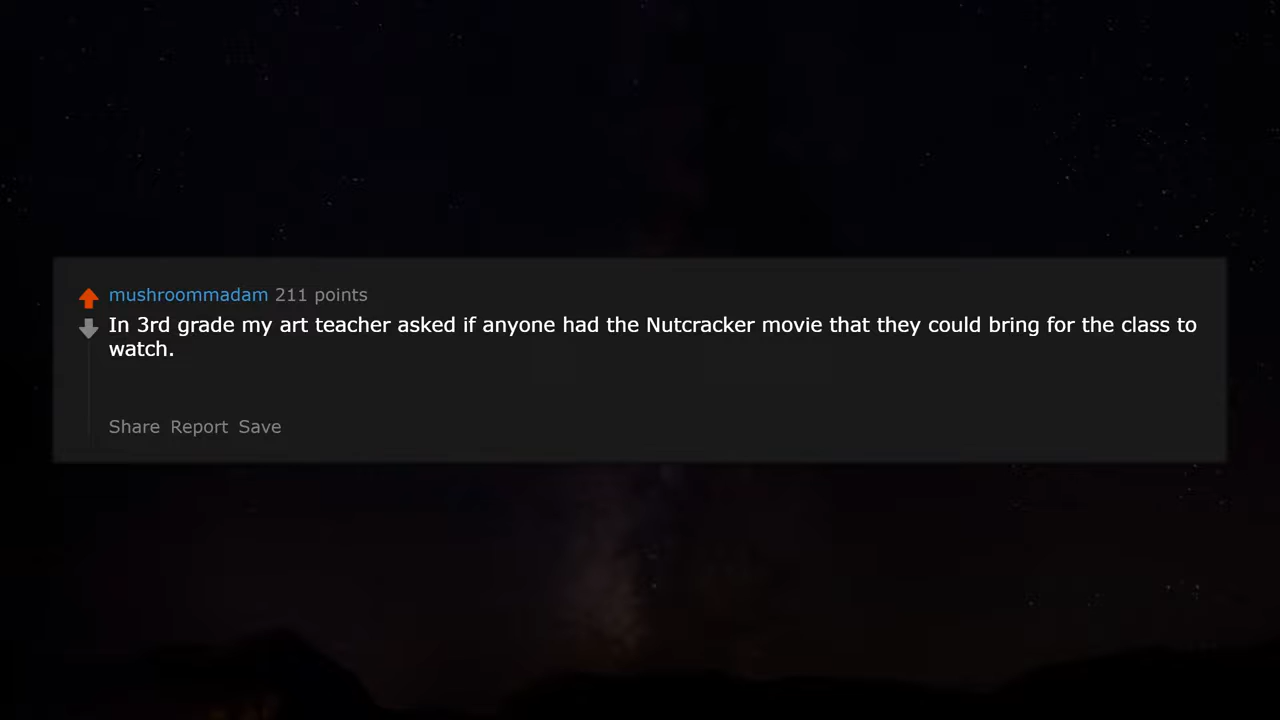 mushroommadam 211 points
In 3rd grade my art teacher asked if anyone had the Nutcracker movie that they could bring for the class to
watch.
Share Report Save